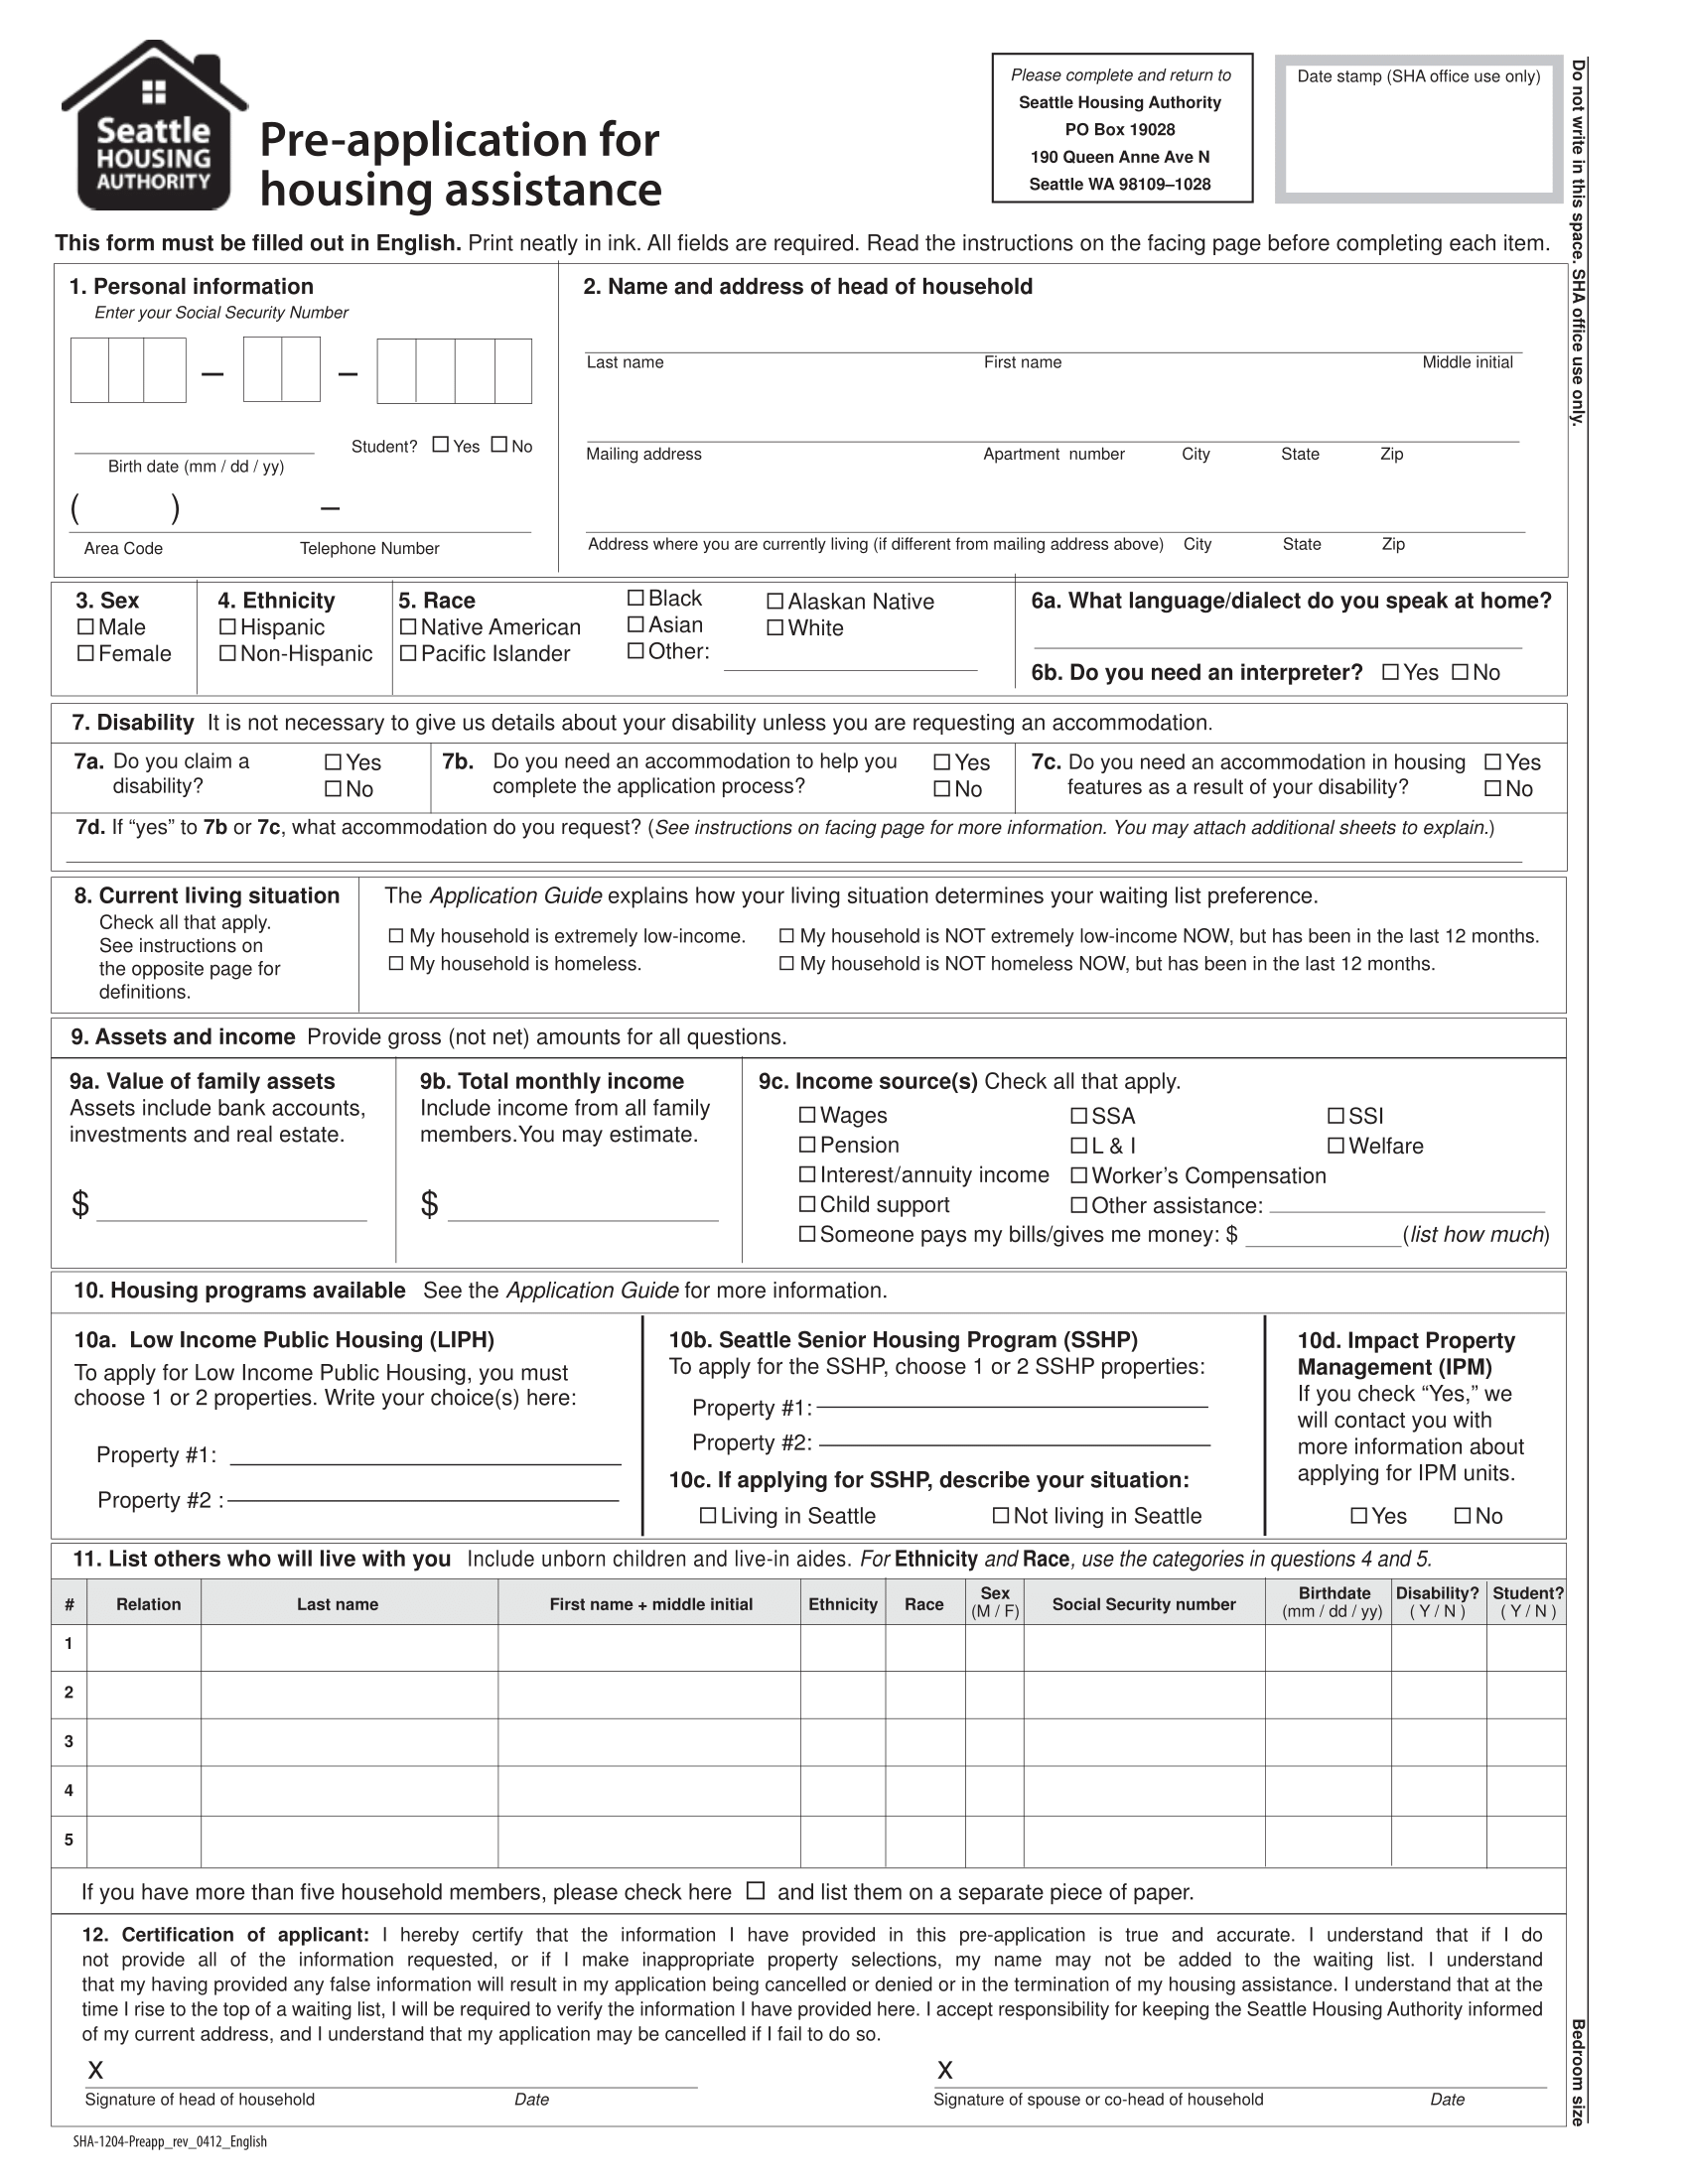 Seattle
HOUSING
AUTHORITY
Pre-application for
housing assistance
Please complete and return to
Seattle Housing Authority
PO Box 19028
190 Queen Anne Ave N
Seattle WA 98109–1028
Date stamp (SHA office use only)
Do not write in this space. SHA office use only.
This form must be filled out in English. Print neatly in ink. All fields are required. Read the instructions on the facing page before completing each item.
1. Personal information
Enter your Social Security Number
– –
Student? ☐ Yes ☐ No
Birth date (mm / dd / yy)
( ) –
Area Code Telephone Number
2. Name and address of head of household
Last name First name Middle initial
Mailing address Apartment number City State Zip
Address where you are currently living (if different from mailing address above) City State Zip
3. Sex
☐ Male
☐ Female
4. Ethnicity
☐ Hispanic
☐ Non-Hispanic
5. Race
☐ Native American
☐ Pacific Islander
☐ Black
☐ Asian
☐ Other:
☐ Alaskan Native
☐ White
6a. What language/dialect do you speak at home?
6b. Do you need an interpreter? ☐ Yes ☐ No
7. Disability It is not necessary to give us details about your disability unless you are requesting an accommodation.
7a. Do you claim a
disability?
☐ Yes
☐ No
7b. Do you need an accommodation to help you
complete the application process?
☐ Yes
☐ No
7c. Do you need an accommodation in housing
features as a result of your disability?
☐ Yes
☐ No
7d. If “yes” to 7b or 7c, what accommodation do you request? (See instructions on facing page for more information. You may attach additional sheets to explain.)
8. Current living situation
Check all that apply.
See instructions on
the opposite page for
definitions.
The Application Guide explains how your living situation determines your waiting list preference.
☐ My household is extremely low-income. ☐ My household is NOT extremely low-income NOW, but has been in the last 12 months.
☐ My household is homeless. ☐ My household is NOT homeless NOW, but has been in the last 12 months.
9. Assets and income Provide gross (not net) amounts for all questions.
9a. Value of family assets
Assets include bank accounts,
investments and real estate.
$
9b. Total monthly income
Include income from all family
members.You may estimate.
$
9c. Income source(s) Check all that apply.
☐ Wages ☐ SSA ☐ SSI
☐ Pension ☐ L & I ☐ Welfare
☐ Interest/annuity income ☐ Worker’s Compensation
☐ Child support ☐ Other assistance:
☐ Someone pays my bills/gives me money: $ (list how much)
10. Housing programs available See the Application Guide for more information.
10a. Low Income Public Housing (LIPH)
To apply for Low Income Public Housing, you must
choose 1 or 2 properties. Write your choice(s) here:
Property #1:
Property #2 :
10b. Seattle Senior Housing Program (SSHP)
To apply for the SSHP, choose 1 or 2 SSHP properties:
Property #1:
Property #2:
10c. If applying for SSHP, describe your situation:
☐ Living in Seattle ☐ Not living in Seattle
10d. Impact Property
Management (IPM)
If you check “Yes,” we
will contact you with
more information about
applying for IPM units.
☐ Yes ☐ No
11. List others who will live with you Include unborn children and live-in aides. For Ethnicity and Race, use the categories in questions 4 and 5.
# Relation Last name First name + middle initial Ethnicity Race Sex (M / F) Social Security number Birthdate (mm / dd / yy) Disability? ( Y / N ) Student? ( Y / N )
1
2
3
4
5
If you have more than five household members, please check here ☐ and list them on a separate piece of paper.
12. Certification of applicant: I hereby certify that the information I have provided in this pre-application is true and accurate. I understand that if I do
not provide all of the information requested, or if I make inappropriate property selections, my name may not be added to the waiting list. I understand
that my having provided any false information will result in my application being cancelled or denied or in the termination of my housing assistance. I understand that at the
time I rise to the top of a waiting list, I will be required to verify the information I have provided here. I accept responsibility for keeping the Seattle Housing Authority informed
of my current address, and I understand that my application may be cancelled if I fail to do so.
X X
Signature of head of household Date Signature of spouse or co-head of household Date
Bedroom size
SHA-1204-Preapp_rev_0412_English